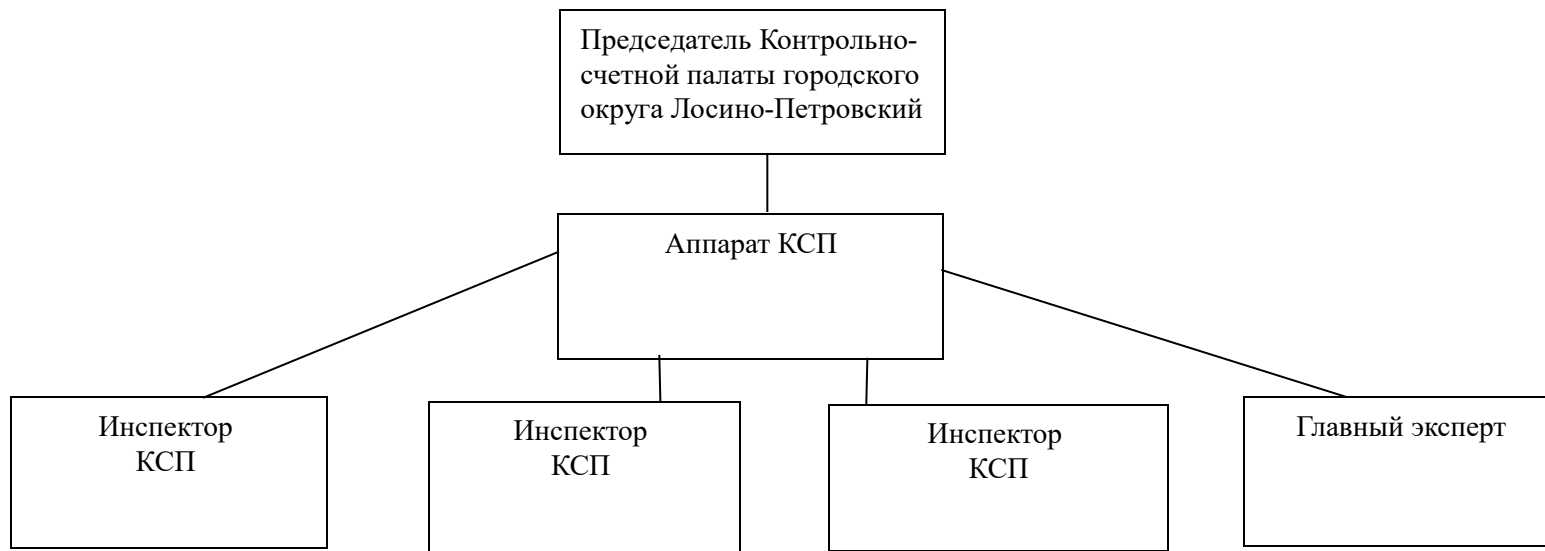 Председатель Контрольно-
счетной палаты городского
округа Лосино-Петровский
Аппарат КСП
Инспектор
КСП
Инспектор
КСП
Инспектор
КСП
Главный эксперт